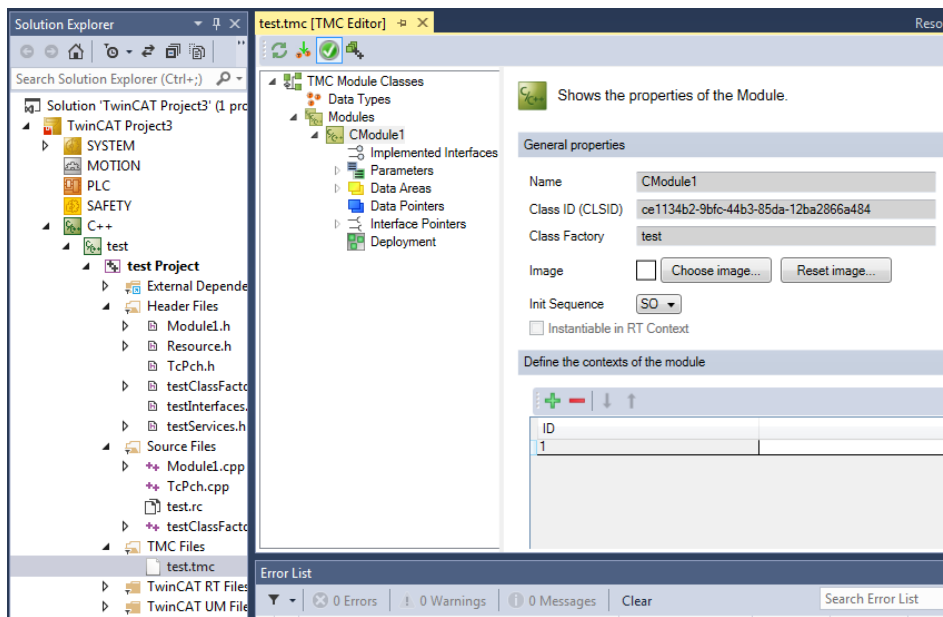 Solution Explorer
Search Solution Explorer (Ctrl+;)
Solution 'TwinCAT Project3' (1 pro
TwinCAT Project3
SYSTEM
MOTION
PLC
SAFETY
C++
test
test Project
External Depende
Header Files
Module1.h
Resource.h
TcPch.h
testClassFacto
testInterfaces.
testServices.h
Source Files
Module1.cpp
TcPch.cpp
test.rc
testClassFacto
TMC Files
test.tmc
TwinCAT RT Files
TwinCAT UM File
test.tmc [TMC Editor]
Reso
TMC Module Classes
Data Types
Modules
CModule1
Implemented Interfaces
Parameters
Data Areas
Data Pointers
Interface Pointers
Deployment
Shows the properties of the Module.
General properties
Name CModule1
Class ID (CLSID) ce1134b2-9bfc-44b3-85da-12ba2866a484
Class Factory test
Image Choose image... Reset image...
Init Sequence SO
Instantiable in RT Context
Define the contexts of the module
ID
1
Error List
0 Errors 0 Warnings 0 Messages Clear Search Error List